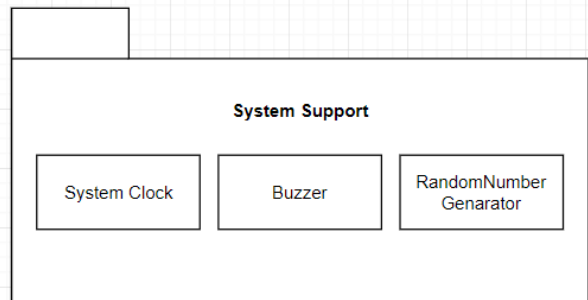 System Support
System Clock
Buzzer
RandomNumber
Genarator